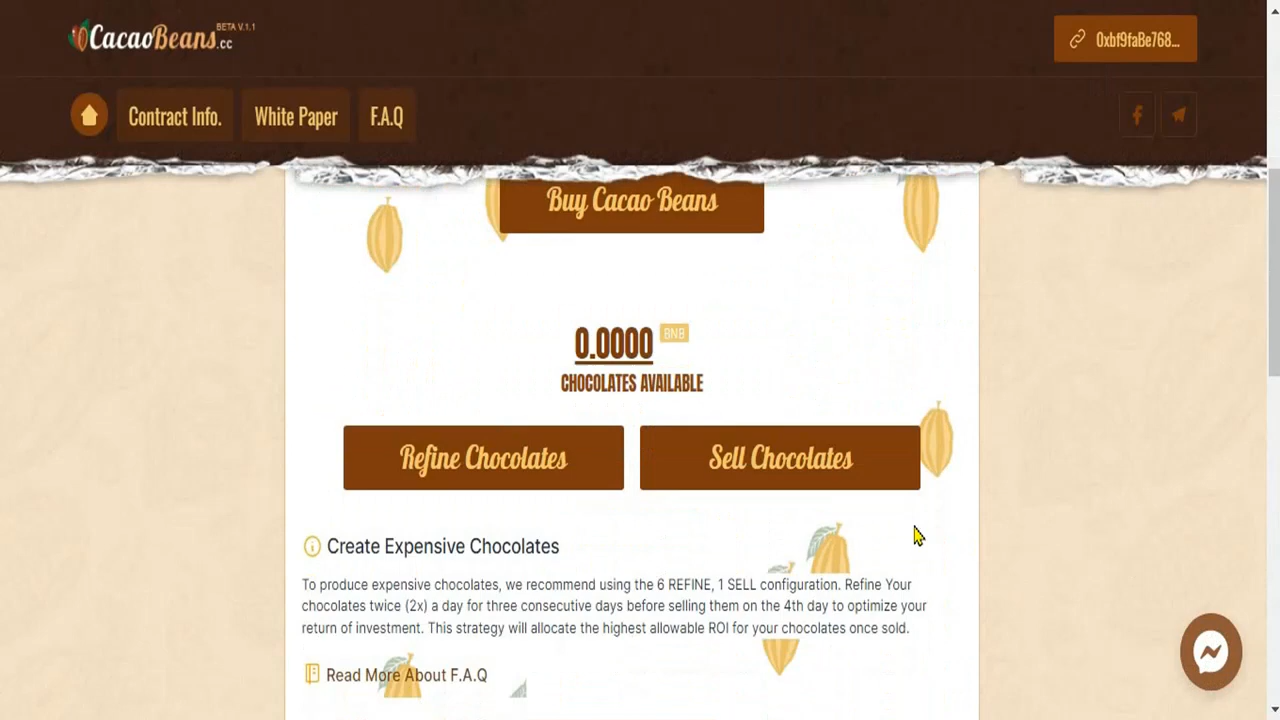 CacaoBeans.cc
BETA V.1.1
0xbf9faBe768...
Contract Info.
White Paper
F.A.Q
Buy Cacao Beans
0.0000 BNB
CHOCOLATES AVAILABLE
Refine Chocolates
Sell Chocolates
Create Expensive Chocolates
To produce expensive chocolates, we recommend using the 6 REFINE, 1 SELL configuration. Refine Your
chocolates twice (2x) a day for three consecutive days before selling them on the 4th day to optimize your
return of investment. This strategy will allocate the highest allowable ROI for your chocolates once sold.
Read More About F.A.Q